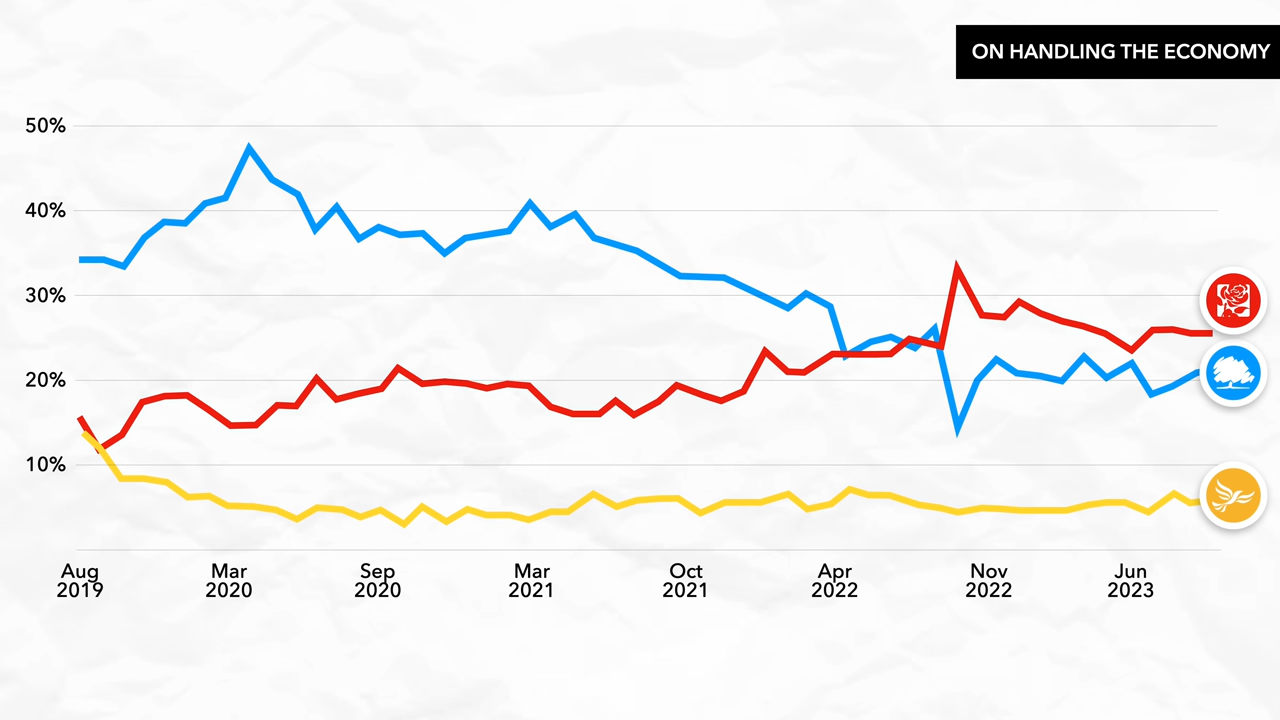 ON HANDLING THE ECONOMY
50%
40%
30%
20%
10%
Aug
2019
Mar
2020
Sep
2020
Mar
2021
Oct
2021
Apr
2022
Nov
2022
Jun
2023